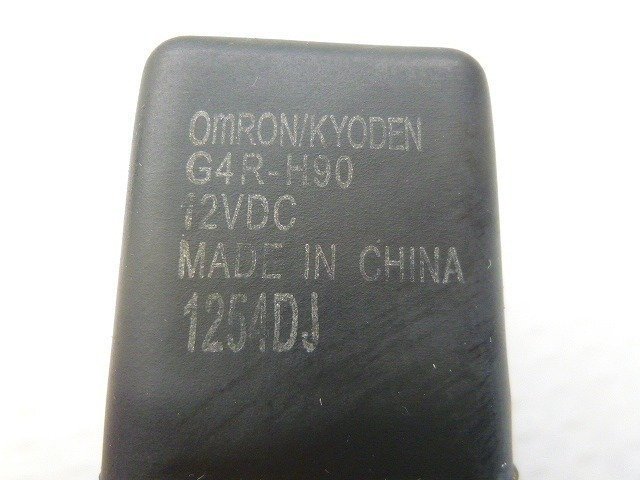 OmRON/KYODEN
G4R-H90
12VDC
MADE IN CHINA
1254DJ